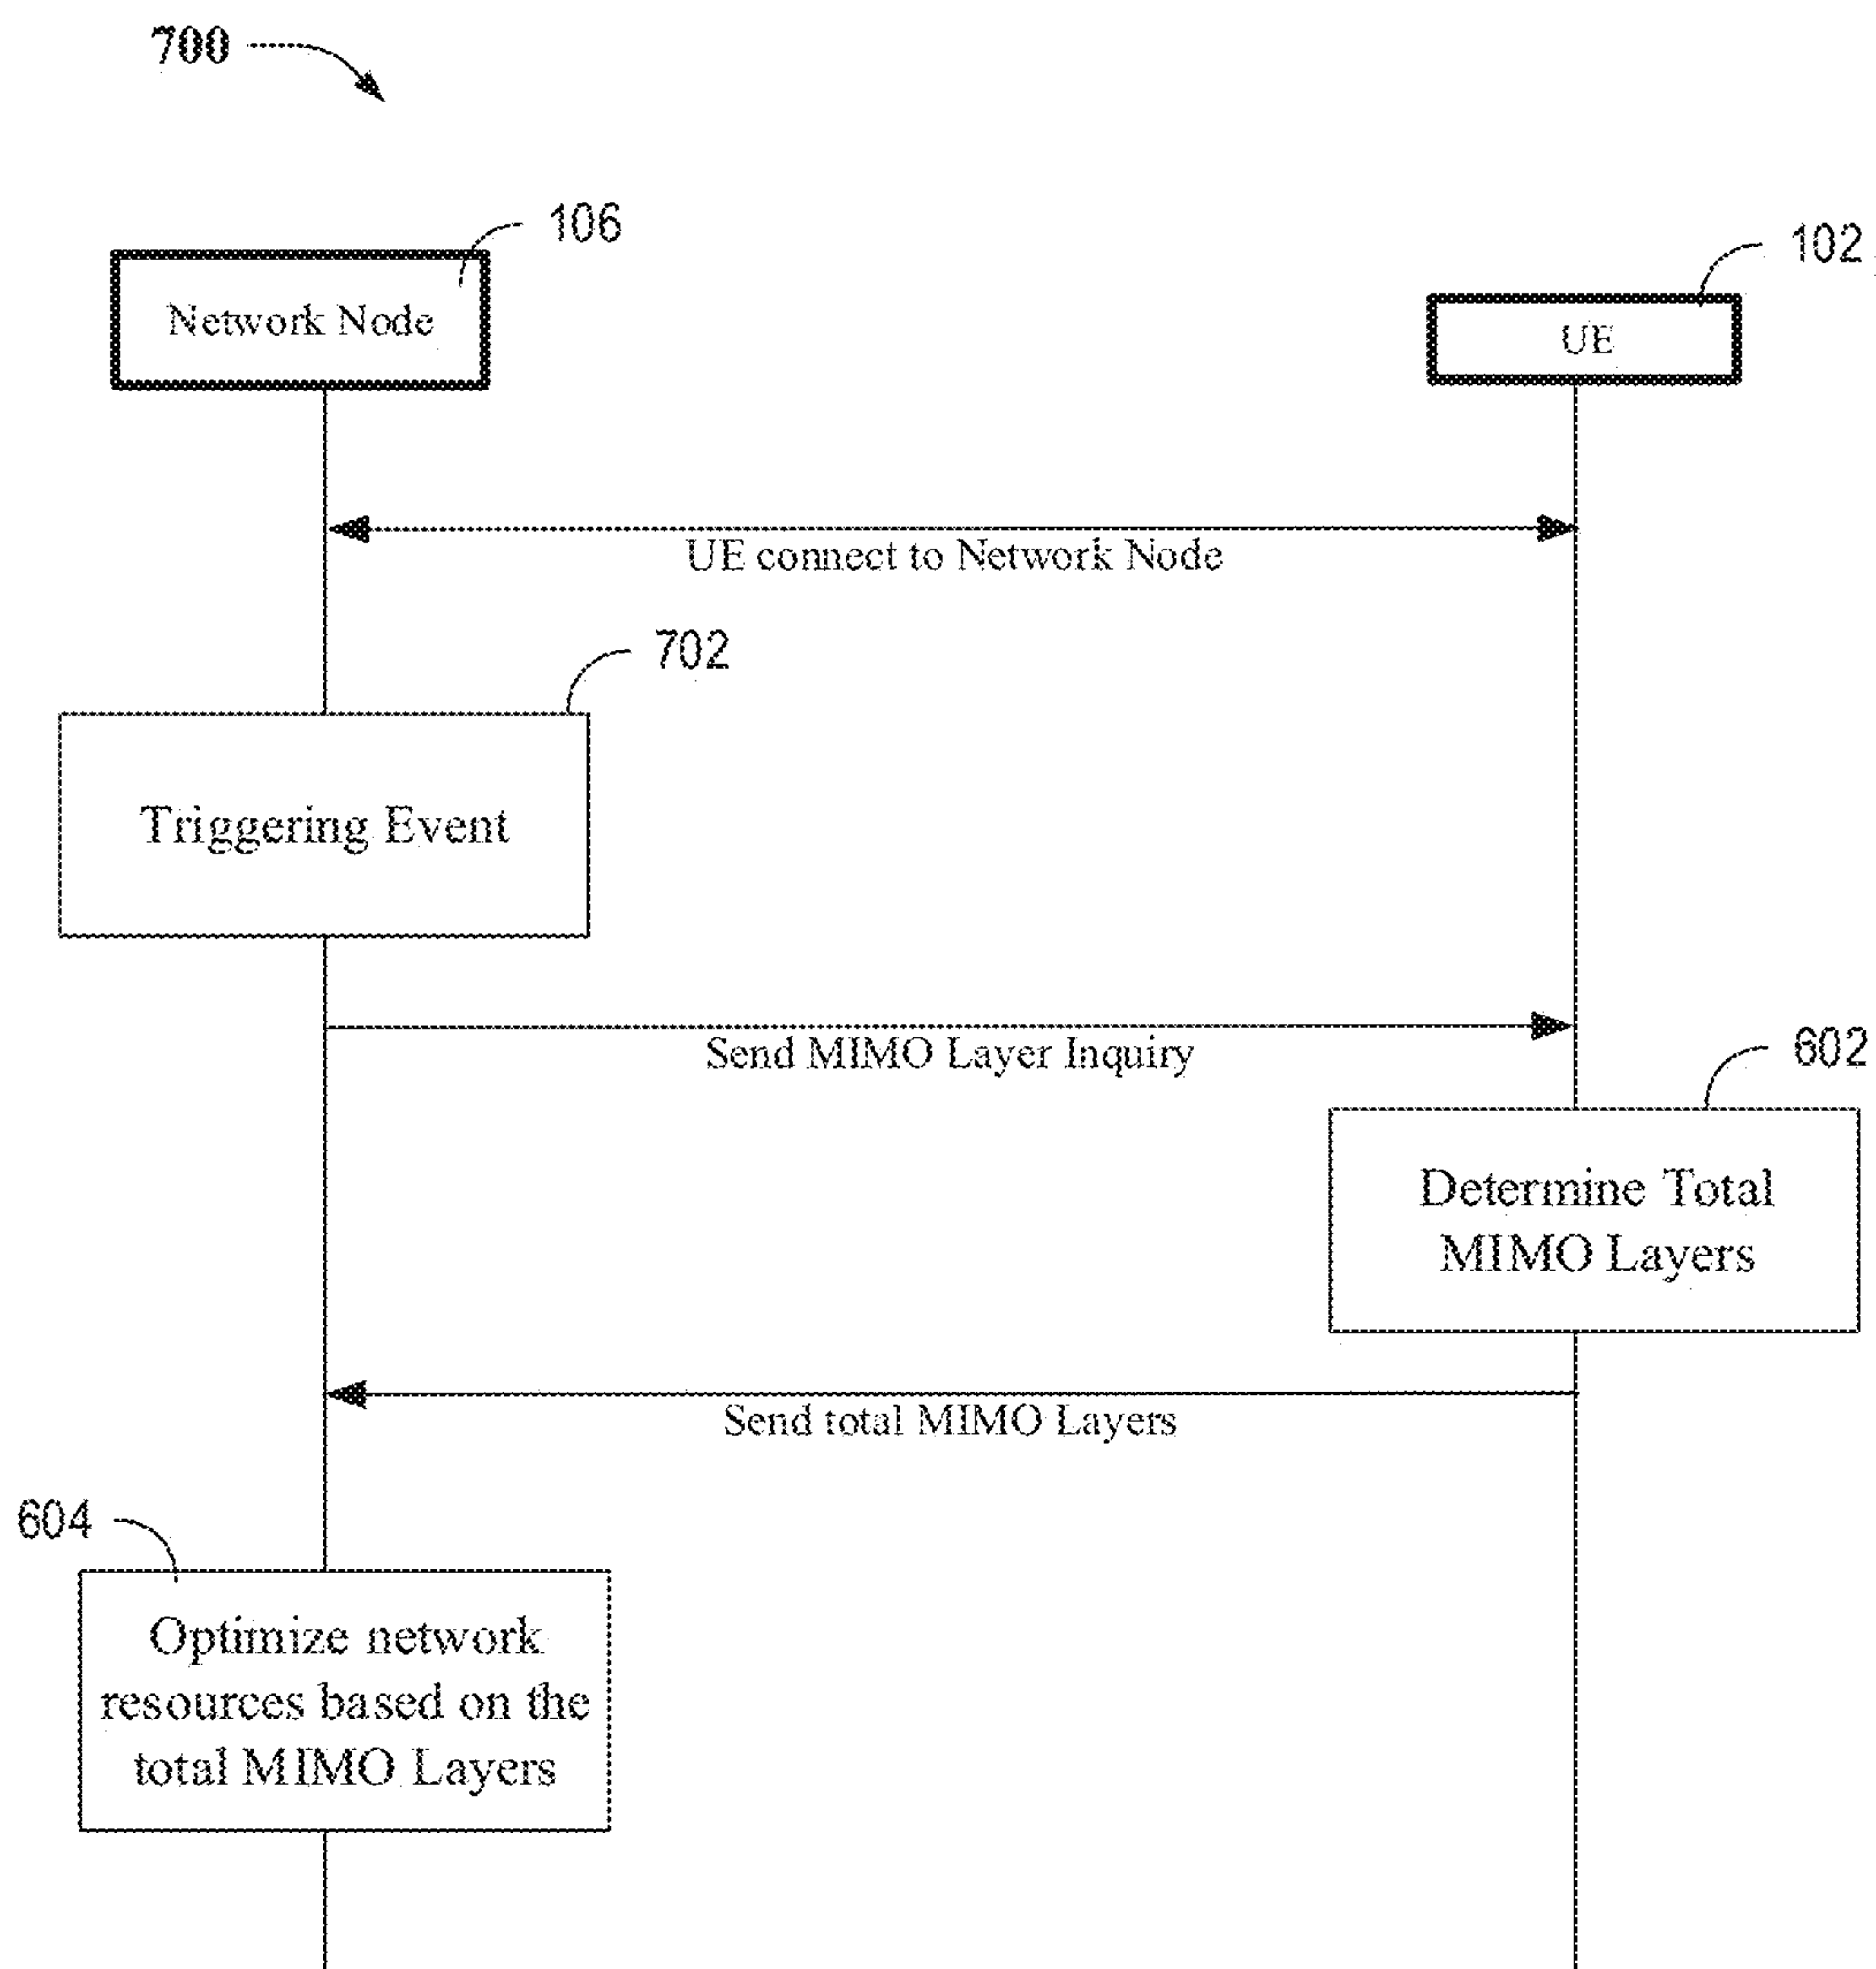 700
106
102
Network Node
UE
UE connect to Network Node
702
Triggering Event
Send MIMO Layer Inquiry
602
Determine Total
MIMO Layers
Send total MIMO Layers
604
Optimize network
resources based on the
total MIMO Layers